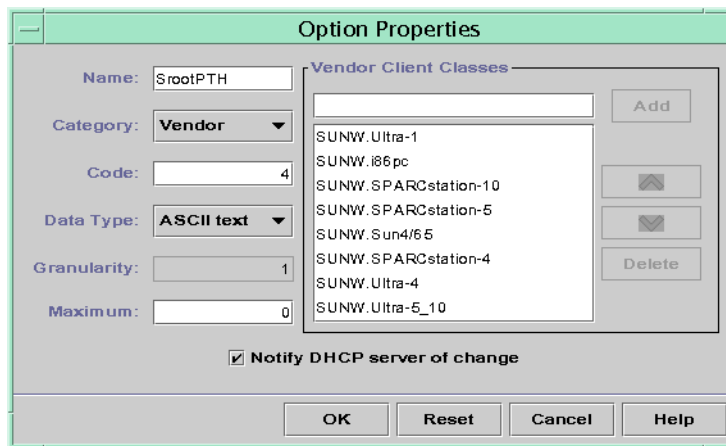 Option Properties
Name:
SrootPTH
Category:
Vendor
Code:
4
Data Type:
ASCII text
Granularity:
1
Maximum:
0
Vendor Client Classes
Add
SUNW.Ultra-1
SUNW.i86pc
SUNW.SPARCstation-10
SUNW.SPARCstation-5
SUNW.Sun4/65
SUNW.SPARCstation-4
SUNW.Ultra-4
SUNW.Ultra-5_10
Delete
Notify DHCP server of change
OK
Reset
Cancel
Help